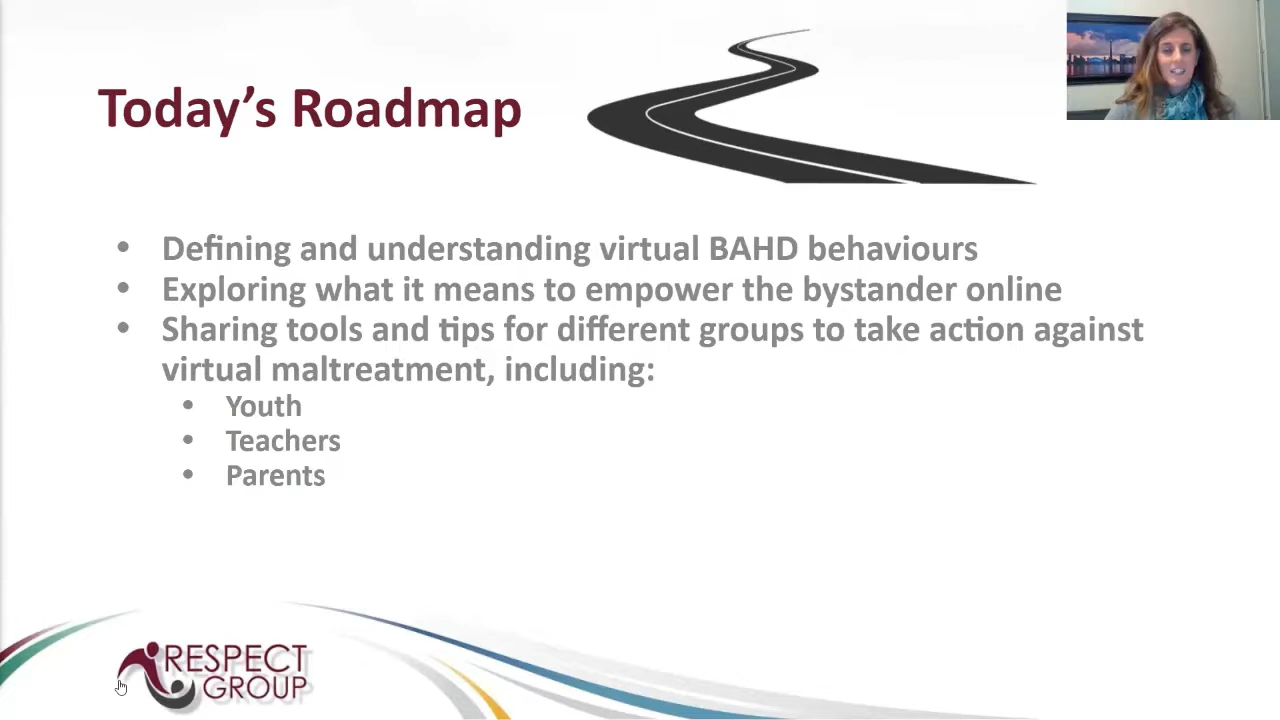 Today's Roadmap
• Defining and understanding virtual BAHD behaviours
• Exploring what it means to empower the bystander online
• Sharing tools and tips for different groups to take action against
virtual maltreatment, including:
• Youth
• Teachers
• Parents
RESPECT
GROUP